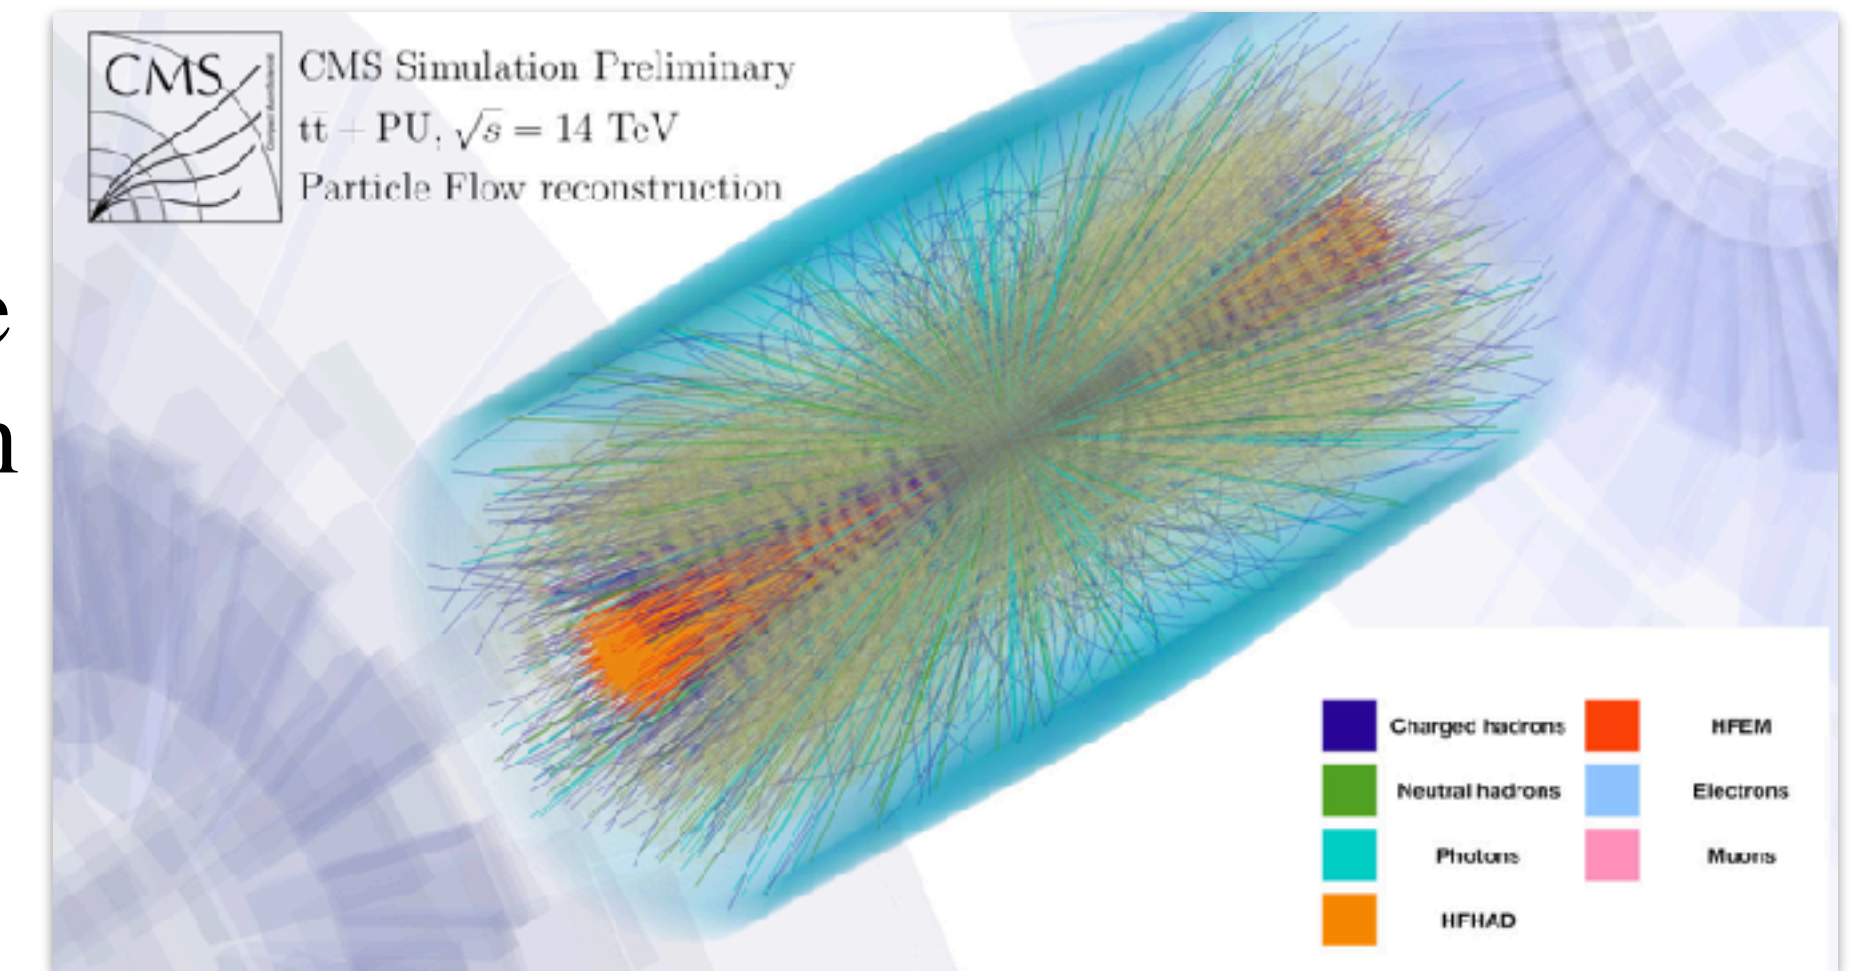 CMS
CMS Simulation Preliminary
tt̄ + PU, √s = 14 TeV
Particle Flow reconstruction
e
n
Charged hadrons
HFEM
Neutral hadrons
Electrons
Photons
Muons
HFHAD